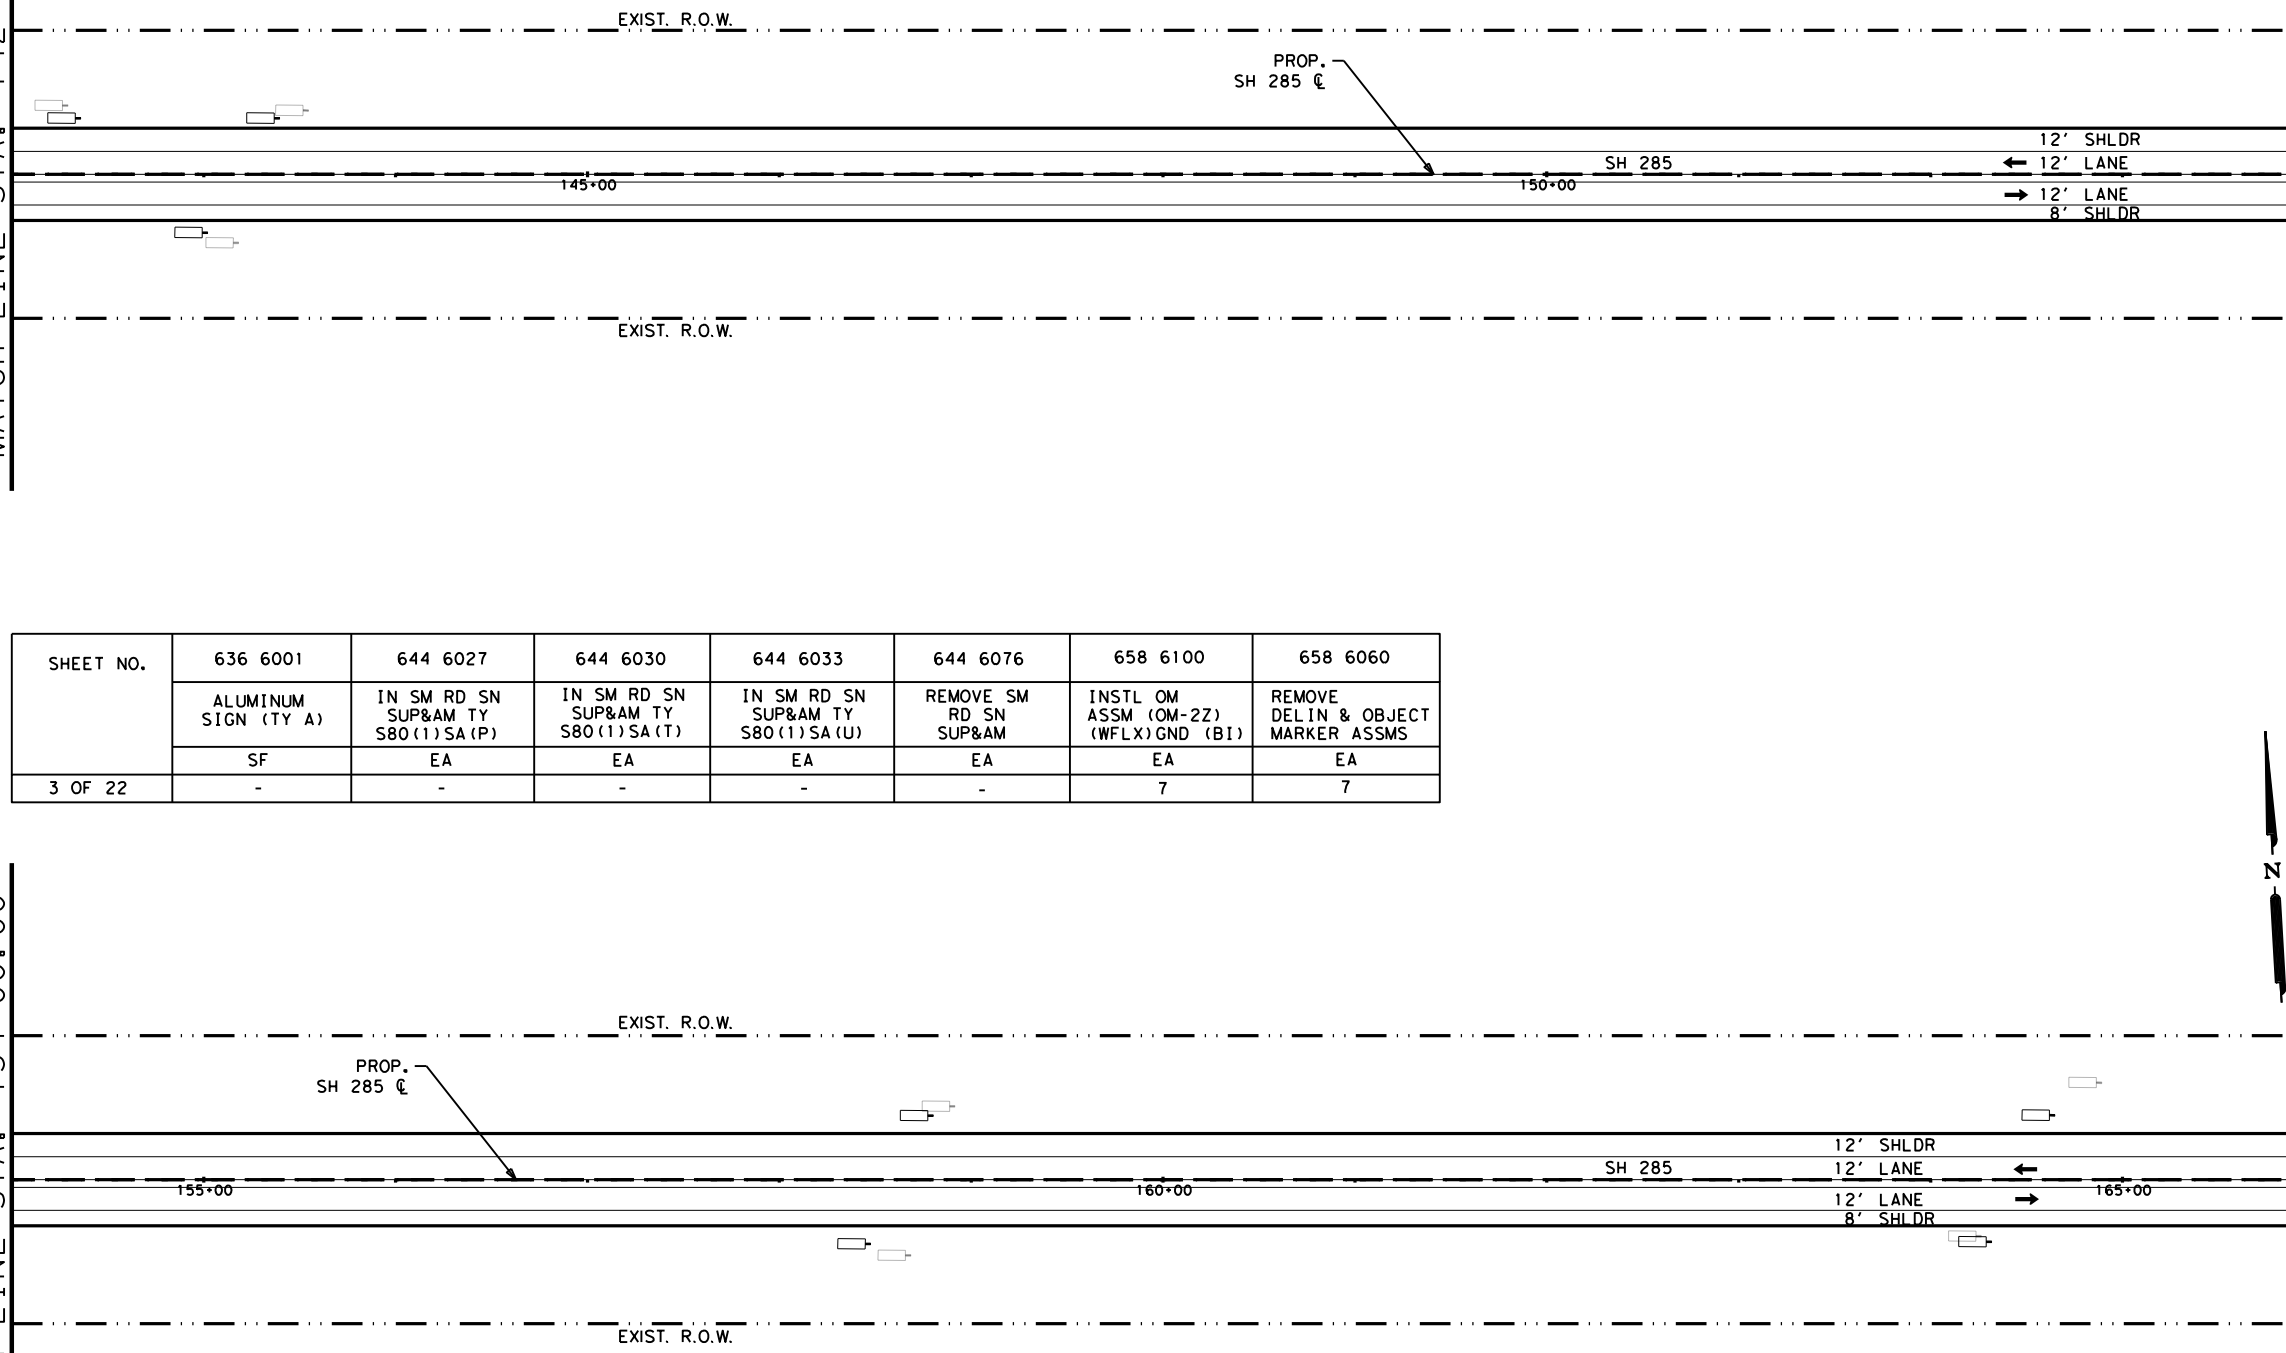 EXIST. R.O.W.
PROP.
SH 285 ℄
12' SHLDR
SH 285
12' LANE
145+00
150+00
12' LANE
8' SHLDR
EXIST. R.O.W.
SHEET NO.
636 6001
644 6027
644 6030
644 6033
644 6076
658 6100
658 6060
ALUMINUM
SIGN (TY A)
IN SM RD SN
SUP&AM TY
S80(1)SA(P)
IN SM RD SN
SUP&AM TY
S80(1)SA(T)
IN SM RD SN
SUP&AM TY
S80(1)SA(U)
REMOVE SM
RD SN
SUP&AM
INSTL OM
ASSM (OM-2Z)
(WFLX)GND (BI)
REMOVE
DELIN & OBJECT
MARKER ASSMS
SF
EA
EA
EA
EA
EA
EA
3 OF 22
-
-
-
-
-
7
7
N
EXIST. R.O.W.
PROP.
SH 285 ℄
12' SHLDR
SH 285
12' LANE
155+00
160+00
165+00
12' LANE
8' SHLDR
EXIST. R.O.W.